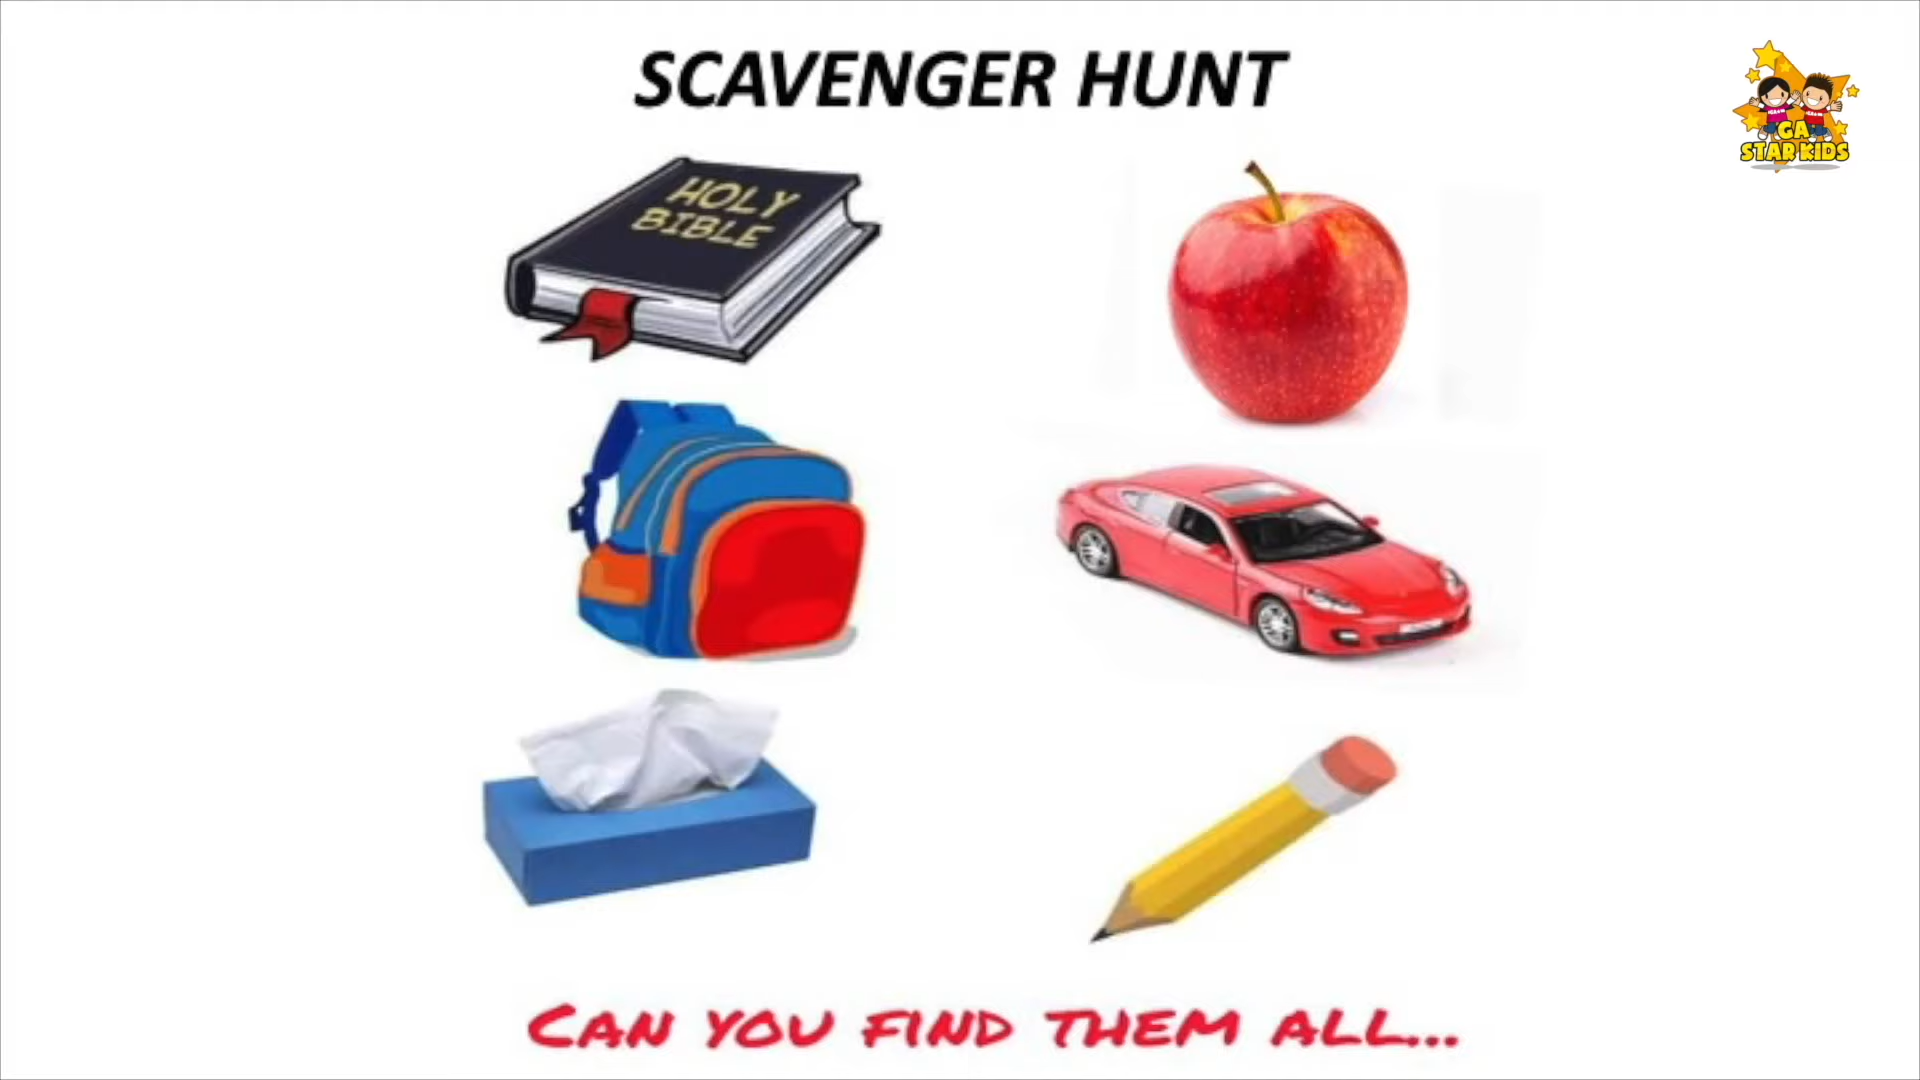 SCAVENGER HUNT
GA
STAR KIDS
HOLY
BIBLE
CAN YOU FIND THEM ALL...